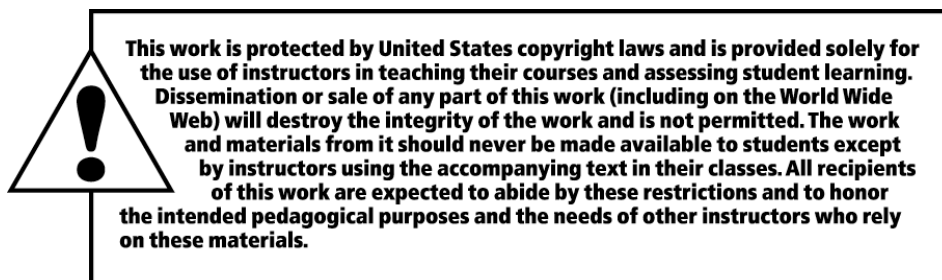 This work is protected by United States copyright laws and is provided solely for
the use of instructors in teaching their courses and assessing student learning.
Dissemination or sale of any part of this work (including on the World Wide
Web) will destroy the integrity of the work and is not permitted. The work
and materials from it should never be made available to students except
by instructors using the accompanying text in their classes. All recipients
of this work are expected to abide by these restrictions and to honor
the intended pedagogical purposes and the needs of other instructors who rely
on these materials.